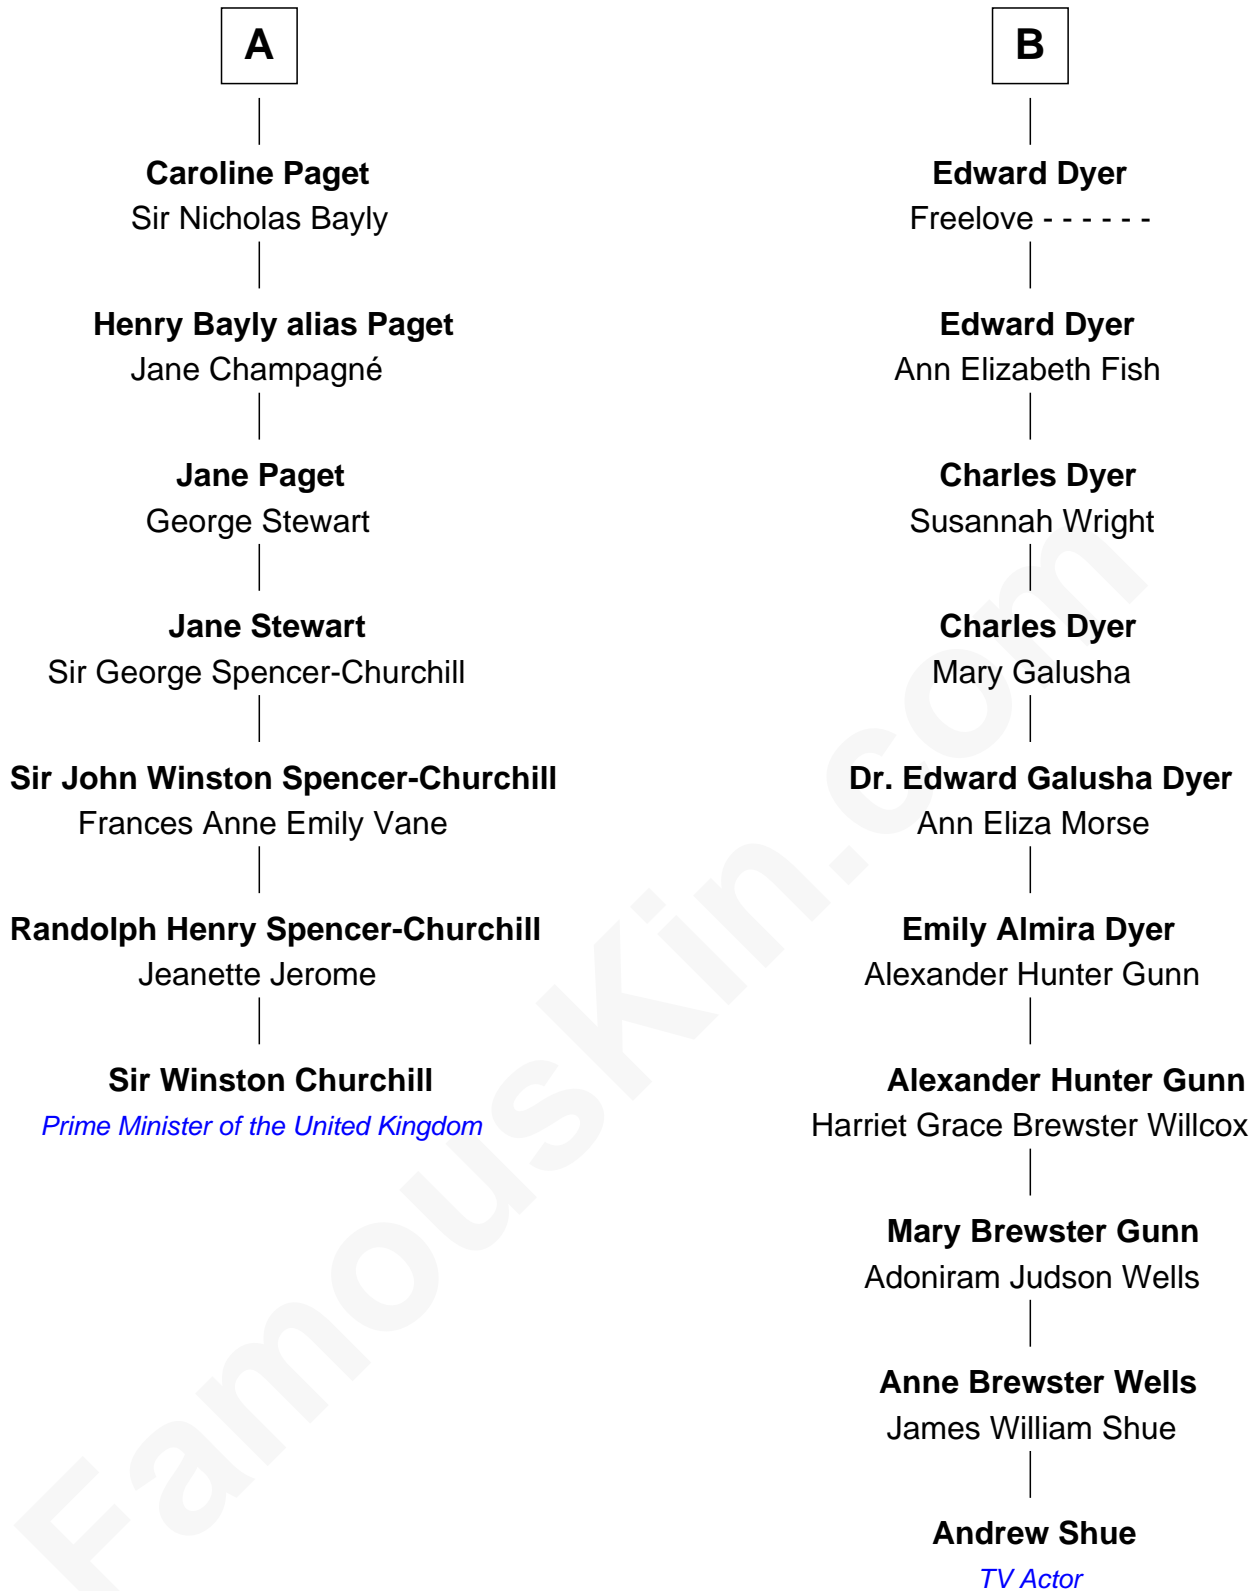 A
Caroline Paget
Sir Nicholas Bayly
Henry Bayly alias Paget
Jane Champagné
Jane Paget
George Stewart
Jane Stewart
Sir George Spencer-Churchill
Sir John Winston Spencer-Churchill
Frances Anne Emily Vane
Randolph Henry Spencer-Churchill
Jeanette Jerome
Sir Winston Churchill
Prime Minister of the United Kingdom
B
Edward Dyer
Freelove - - - - - -
Edward Dyer
Ann Elizabeth Fish
Charles Dyer
Susannah Wright
Charles Dyer
Mary Galusha
Dr. Edward Galusha Dyer
Ann Eliza Morse
Emily Almira Dyer
Alexander Hunter Gunn
Alexander Hunter Gunn
Harriet Grace Brewster Willcox
Mary Brewster Gunn
Adoniram Judson Wells
Anne Brewster Wells
James William Shue
Andrew Shue
TV Actor
FamousKin.com